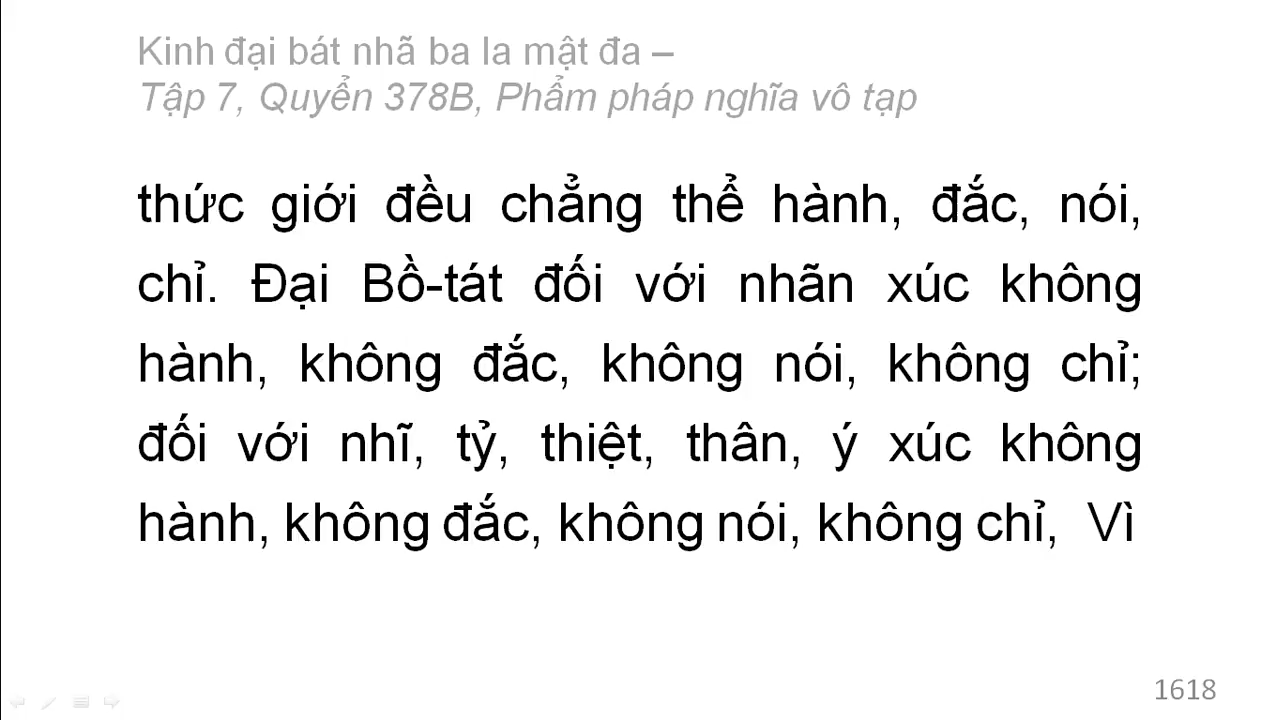 Kinh đại bát nhã ba la mật đa –
Tập 7, Quyển 378B, Phẩm pháp nghĩa vô tạp
thức giới đều chẳng thể hành, đắc, nói,
chỉ. Đại Bồ-tát đối với nhãn xúc không
hành, không đắc, không nói, không chỉ;
đối với nhĩ, tỷ, thiệt, thân, ý xúc không
hành, không đắc, không nói, không chỉ, Vì
1618